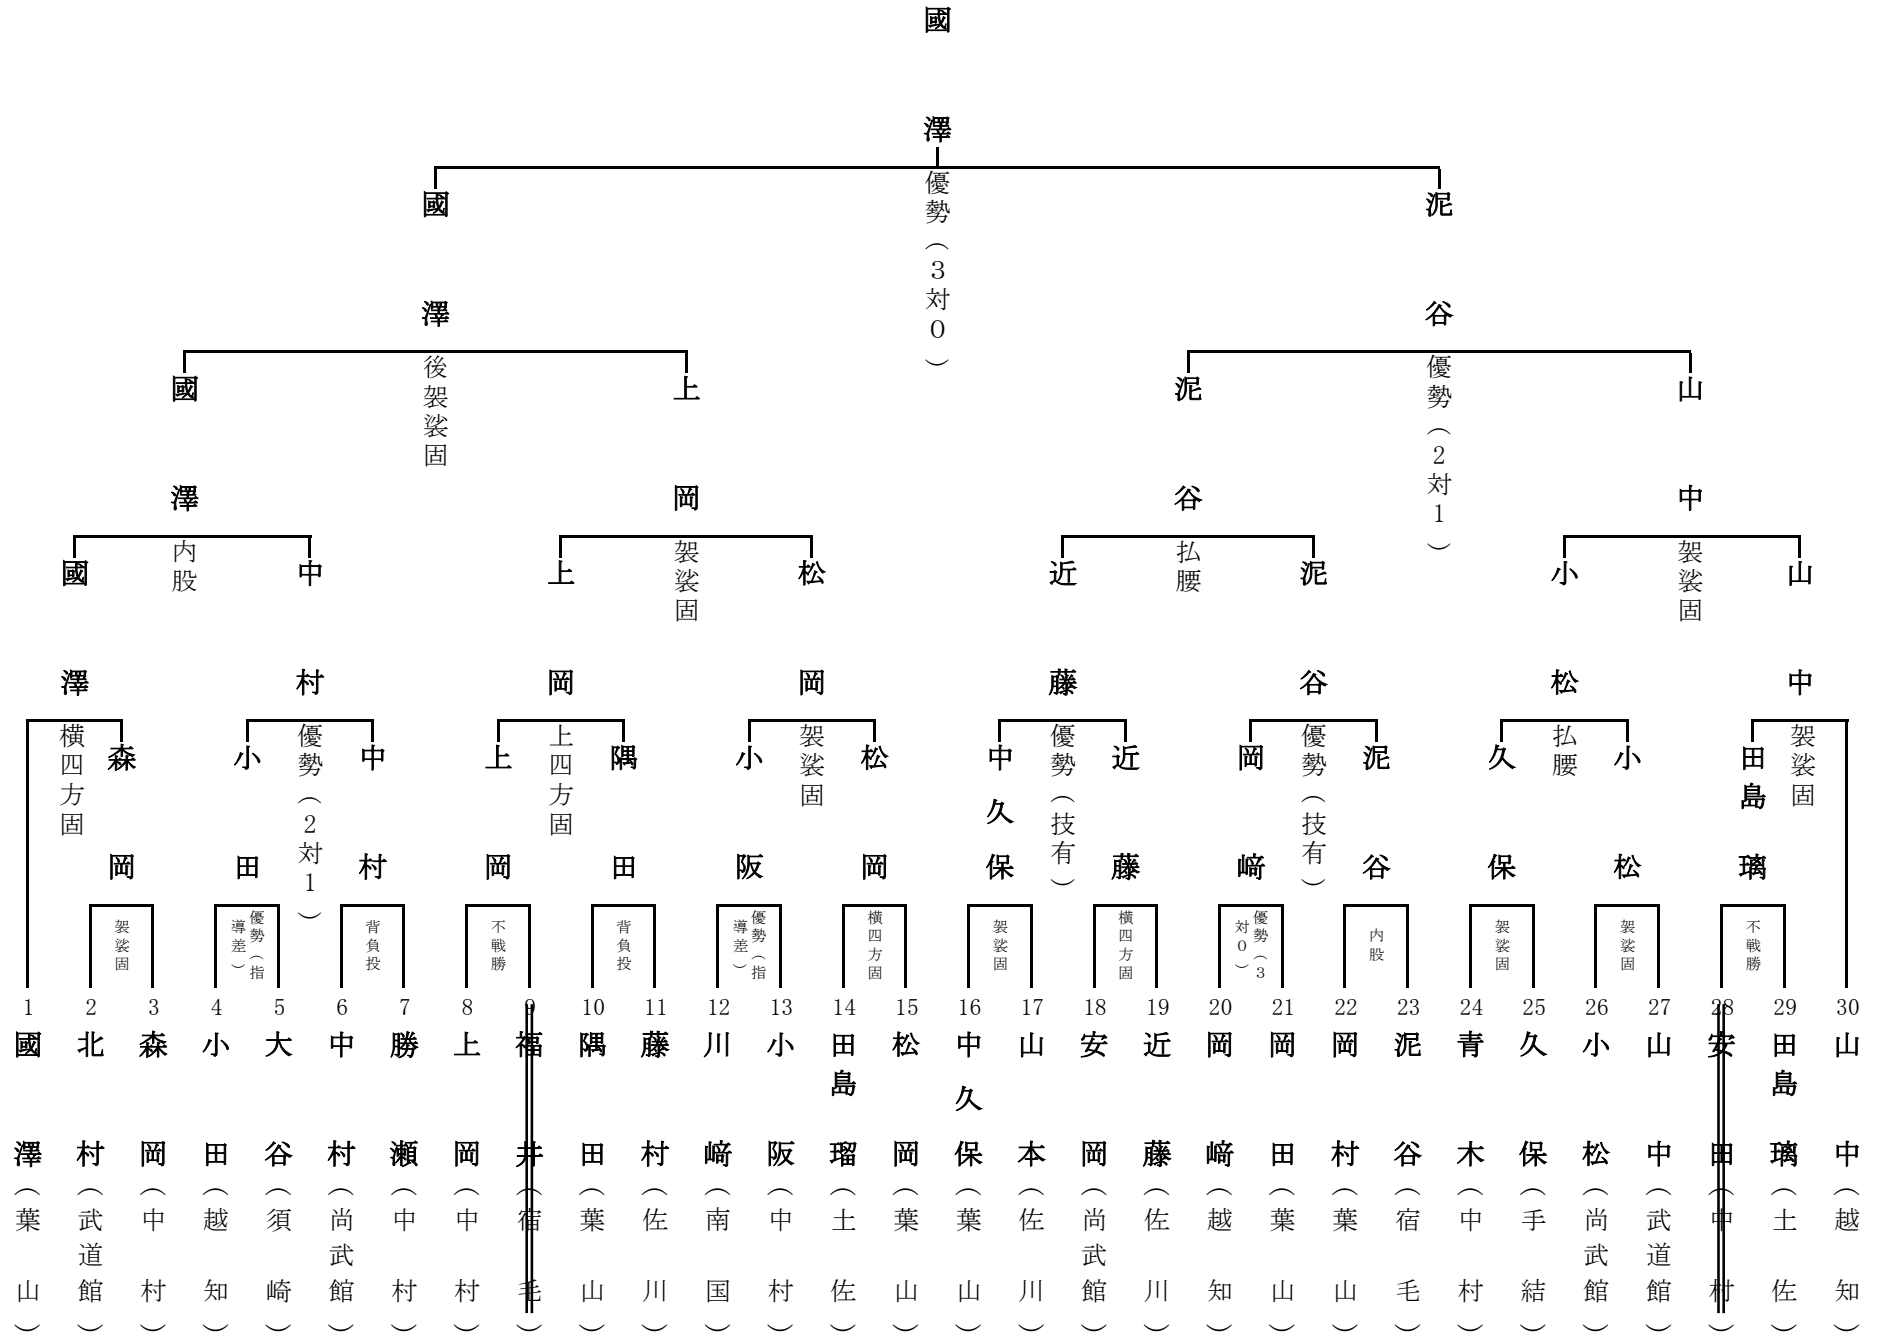 國澤
優勢（３対０）
國澤
泥谷
後袈裟固
優勢（２対１）
國澤
上岡
泥谷
山中
内股
袈裟固
払腰
袈裟固
國澤
中村
上岡
松岡
近藤
泥谷
小松
山中
横四方固
優勢（２対１）
上四方固
袈裟固
優勢（技有）
優勢（技有）
払腰
袈裟固
森岡
小田
中村
上岡
隅田
小阪
松岡
中久保
近藤
岡﨑
泥谷
久保
小松
田島璃
袈裟固
優勢（指導差）
背負投
不戦勝
背負投
優勢（指導差）
横四方固
袈裟固
横四方固
優勢（３対０）
内股
袈裟固
袈裟固
不戦勝
1 國澤（葉山）
2 北村（武道館）
3 森岡（中村）
4 小田（越知）
5 大谷（須崎）
6 中村（尚武館）
7 勝瀬（中村）
8 上岡（中村）
9 福井（宿毛）
10 隅田（葉山）
11 藤村（佐川）
12 川﨑（南国）
13 小阪（中村）
14 田島瑠（土佐）
15 松岡（葉山）
16 中久保（葉山）
17 山本（佐川）
18 安岡（尚武館）
19 近藤（佐川）
20 岡﨑（越知）
21 岡田（葉山）
22 岡村（葉山）
23 泥谷（宿毛）
24 青木（中村）
25 久保（手結）
26 小松（尚武館）
27 山中（武道館）
28 安田（中村）
29 田島璃（土佐）
30 山中（越知）